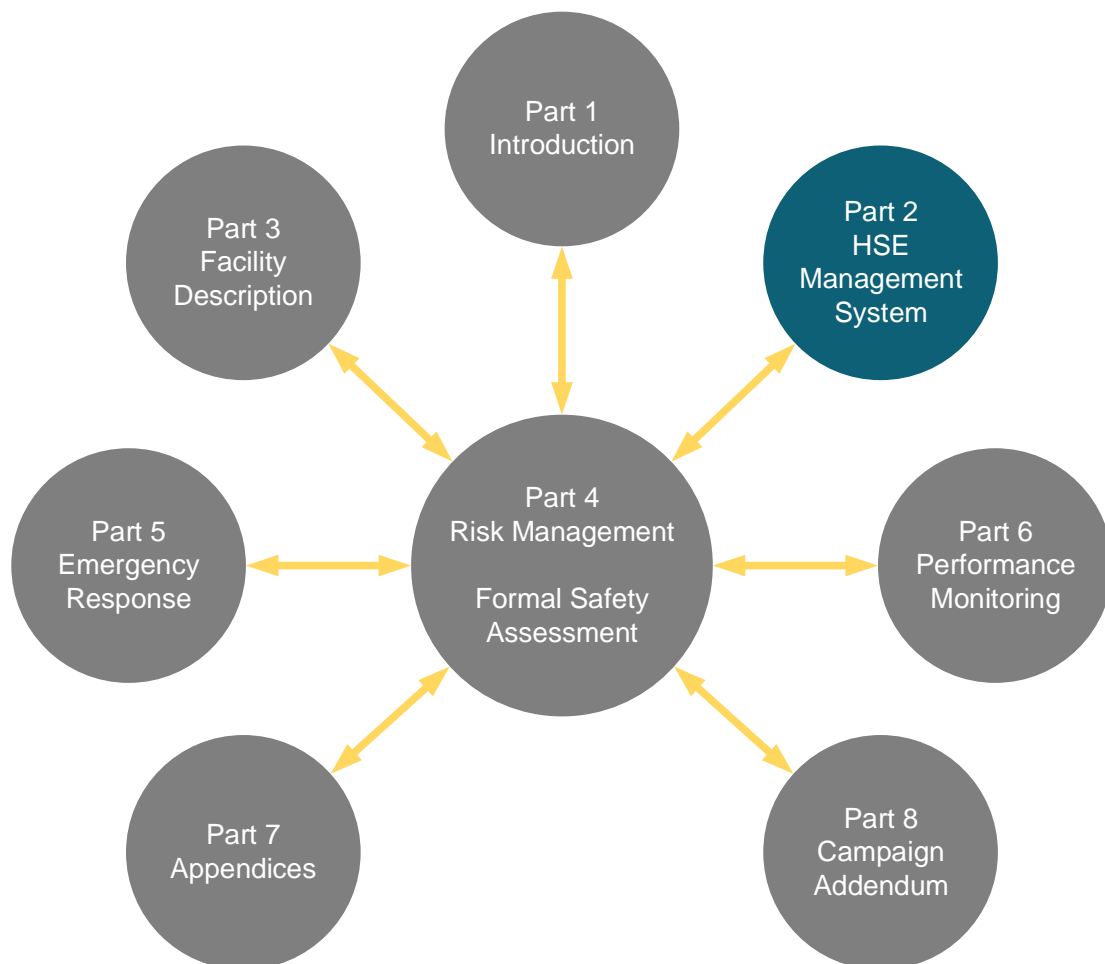 Part 1
Introduction
Part 3
Facility
Description
Part 2
HSE
Management
System
Part 5
Emergency
Response
Part 4
Risk Management
Formal Safety
Assessment
Part 6
Performance
Monitoring
Part 7
Appendices
Part 8
Campaign
Addendum